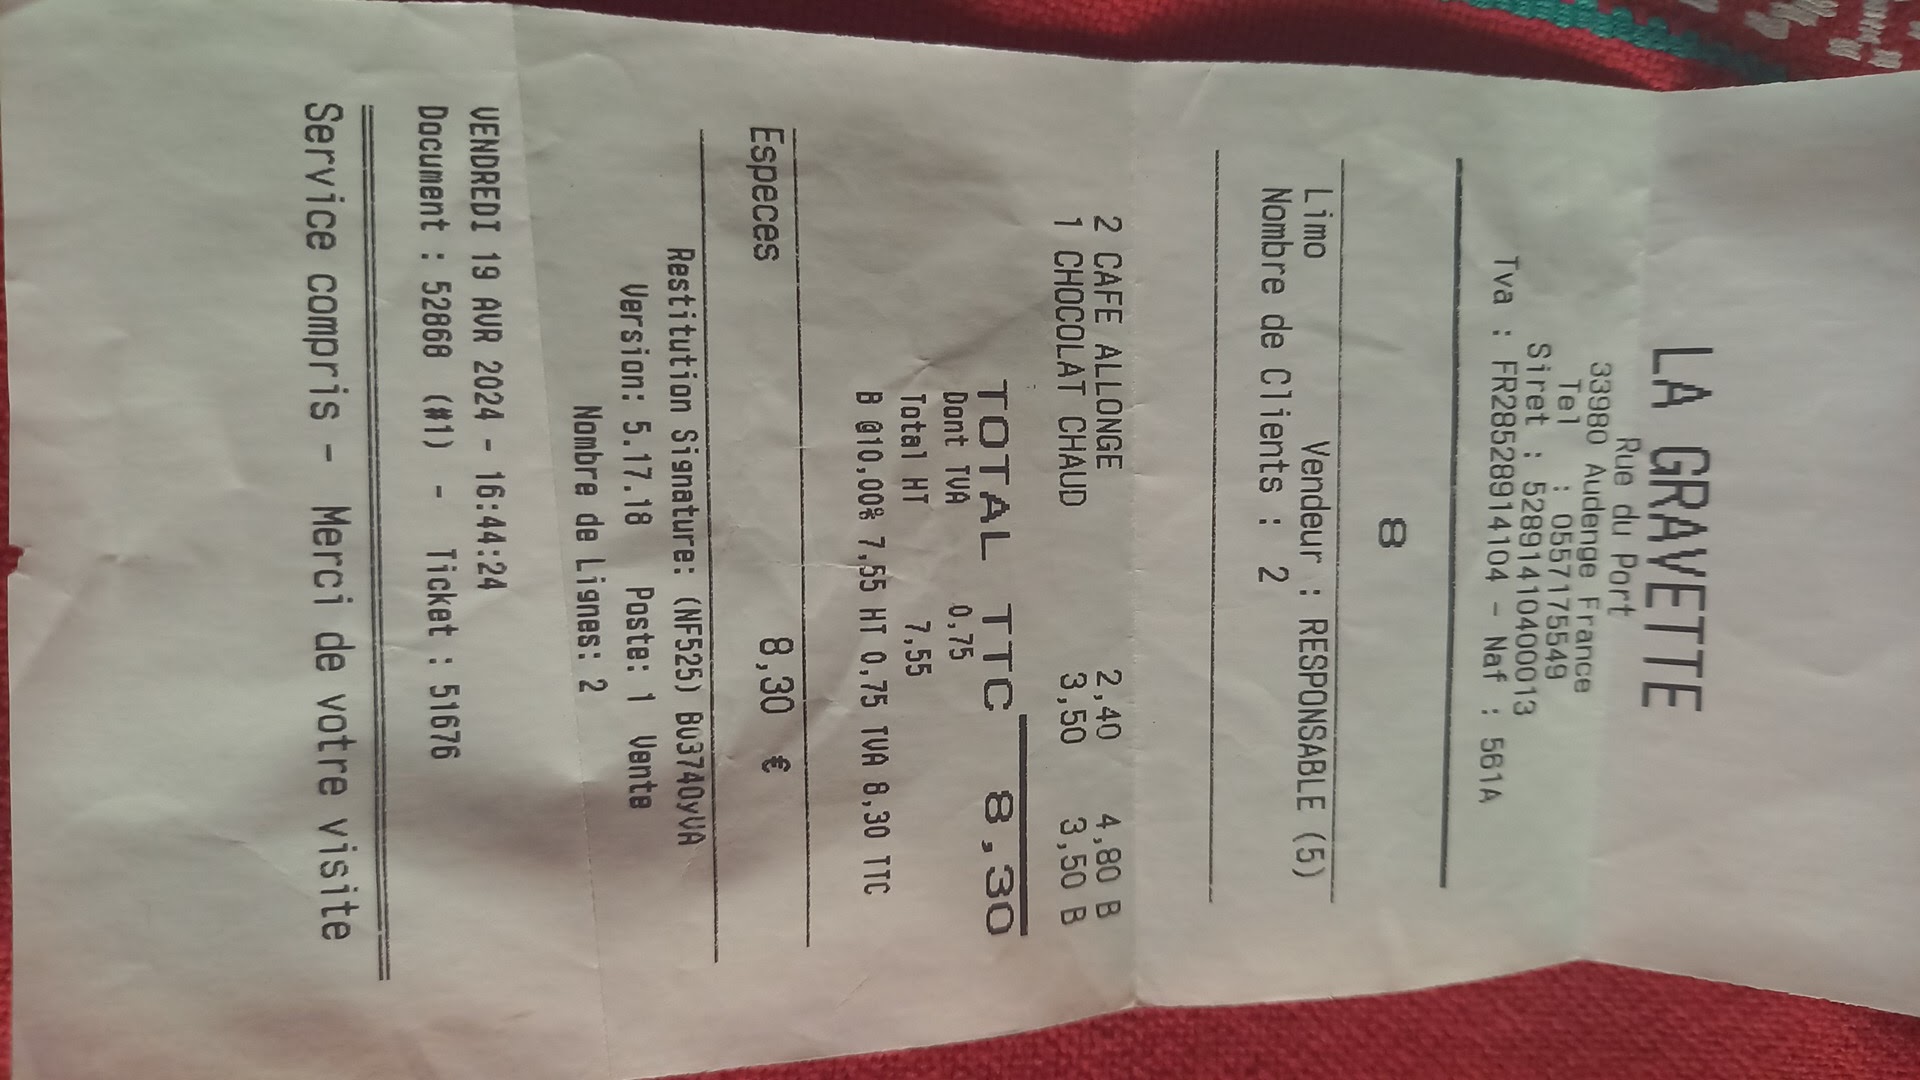 LA GRAVETTE
Rue du Port
33980 Audenge France
Tel : 0557175549
Siret : 52891410400013
Tva : FR28528914104 - Naf : 561A
8
Limo Vendeur : RESPONSABLE (5)
Nombre de Clients : 2
2 CAFE ALLONGE 2,40 4,80 B
1 CHOCOLAT CHAUD 3,50 3,50 B
TOTAL TTC 8,30
Dont TVA 0,75
Total HT 7,55
B @10,00% 7,55 HT 0,75 TVA 8,30 TTC
Especes 8,30 €
Restitution Signature: (NF525) BU374OyVA
Version: 5.17.18 Poste: 1 Vente
Nombre de Lignes: 2
VENDREDI 19 AVR 2024 - 16:44:24
Document : 52868 (#1) - Ticket : 51676
Service compris - Merci de votre visite